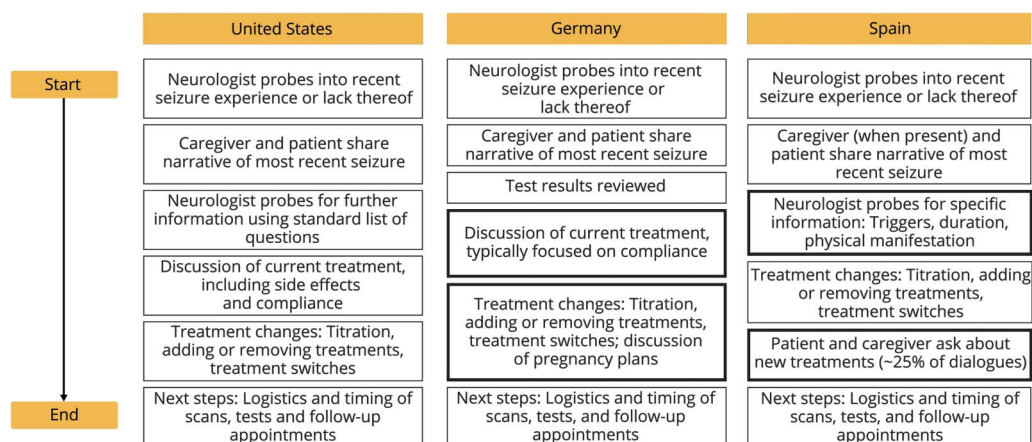 United States
Germany
Spain
Start
End
Neurologist probes into recent
seizure experience or lack thereof
Caregiver and patient share
narrative of most recent seizure
Neurologist probes for further
information using standard list of
questions
Discussion of current treatment,
including side effects
and compliance
Treatment changes: Titration,
adding or removing treatments,
treatment switches
Next steps: Logistics and timing of
scans, tests and follow-up
appointments
Neurologist probes into recent
seizure experience or
lack thereof
Caregiver and patient share
narrative of most recent seizure
Test results reviewed
Discussion of current treatment,
typically focused on compliance
Treatment changes: Titration,
adding or removing treatments,
treatment switches; discussion
of pregnancy plans
Next steps: Logistics and timing of
scans, tests, and follow-up
appointments
Neurologist probes into recent
seizure experience or lack thereof
Caregiver (when present) and
patient share narrative of most
recent seizure
Neurologist probes for specific
information: Triggers, duration,
physical manifestation
Treatment changes: Titration, adding
or removing treatments,
treatment switches
Patient and caregiver ask about
new treatments (~25% of dialogues)
Next steps: Logistics and timing of
scans, tests, and follow-up
appointments